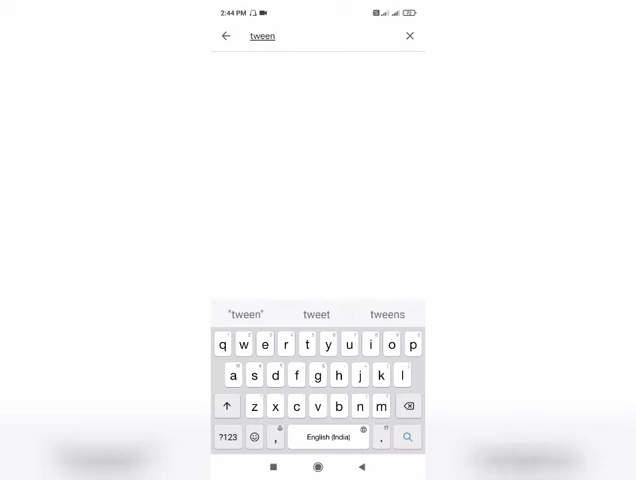 2:44 PM
tween
"tween" tweet tweens
q w e r t y u i o p
a s d f g h j k l
z x c v b n m
?123 , English (India) .